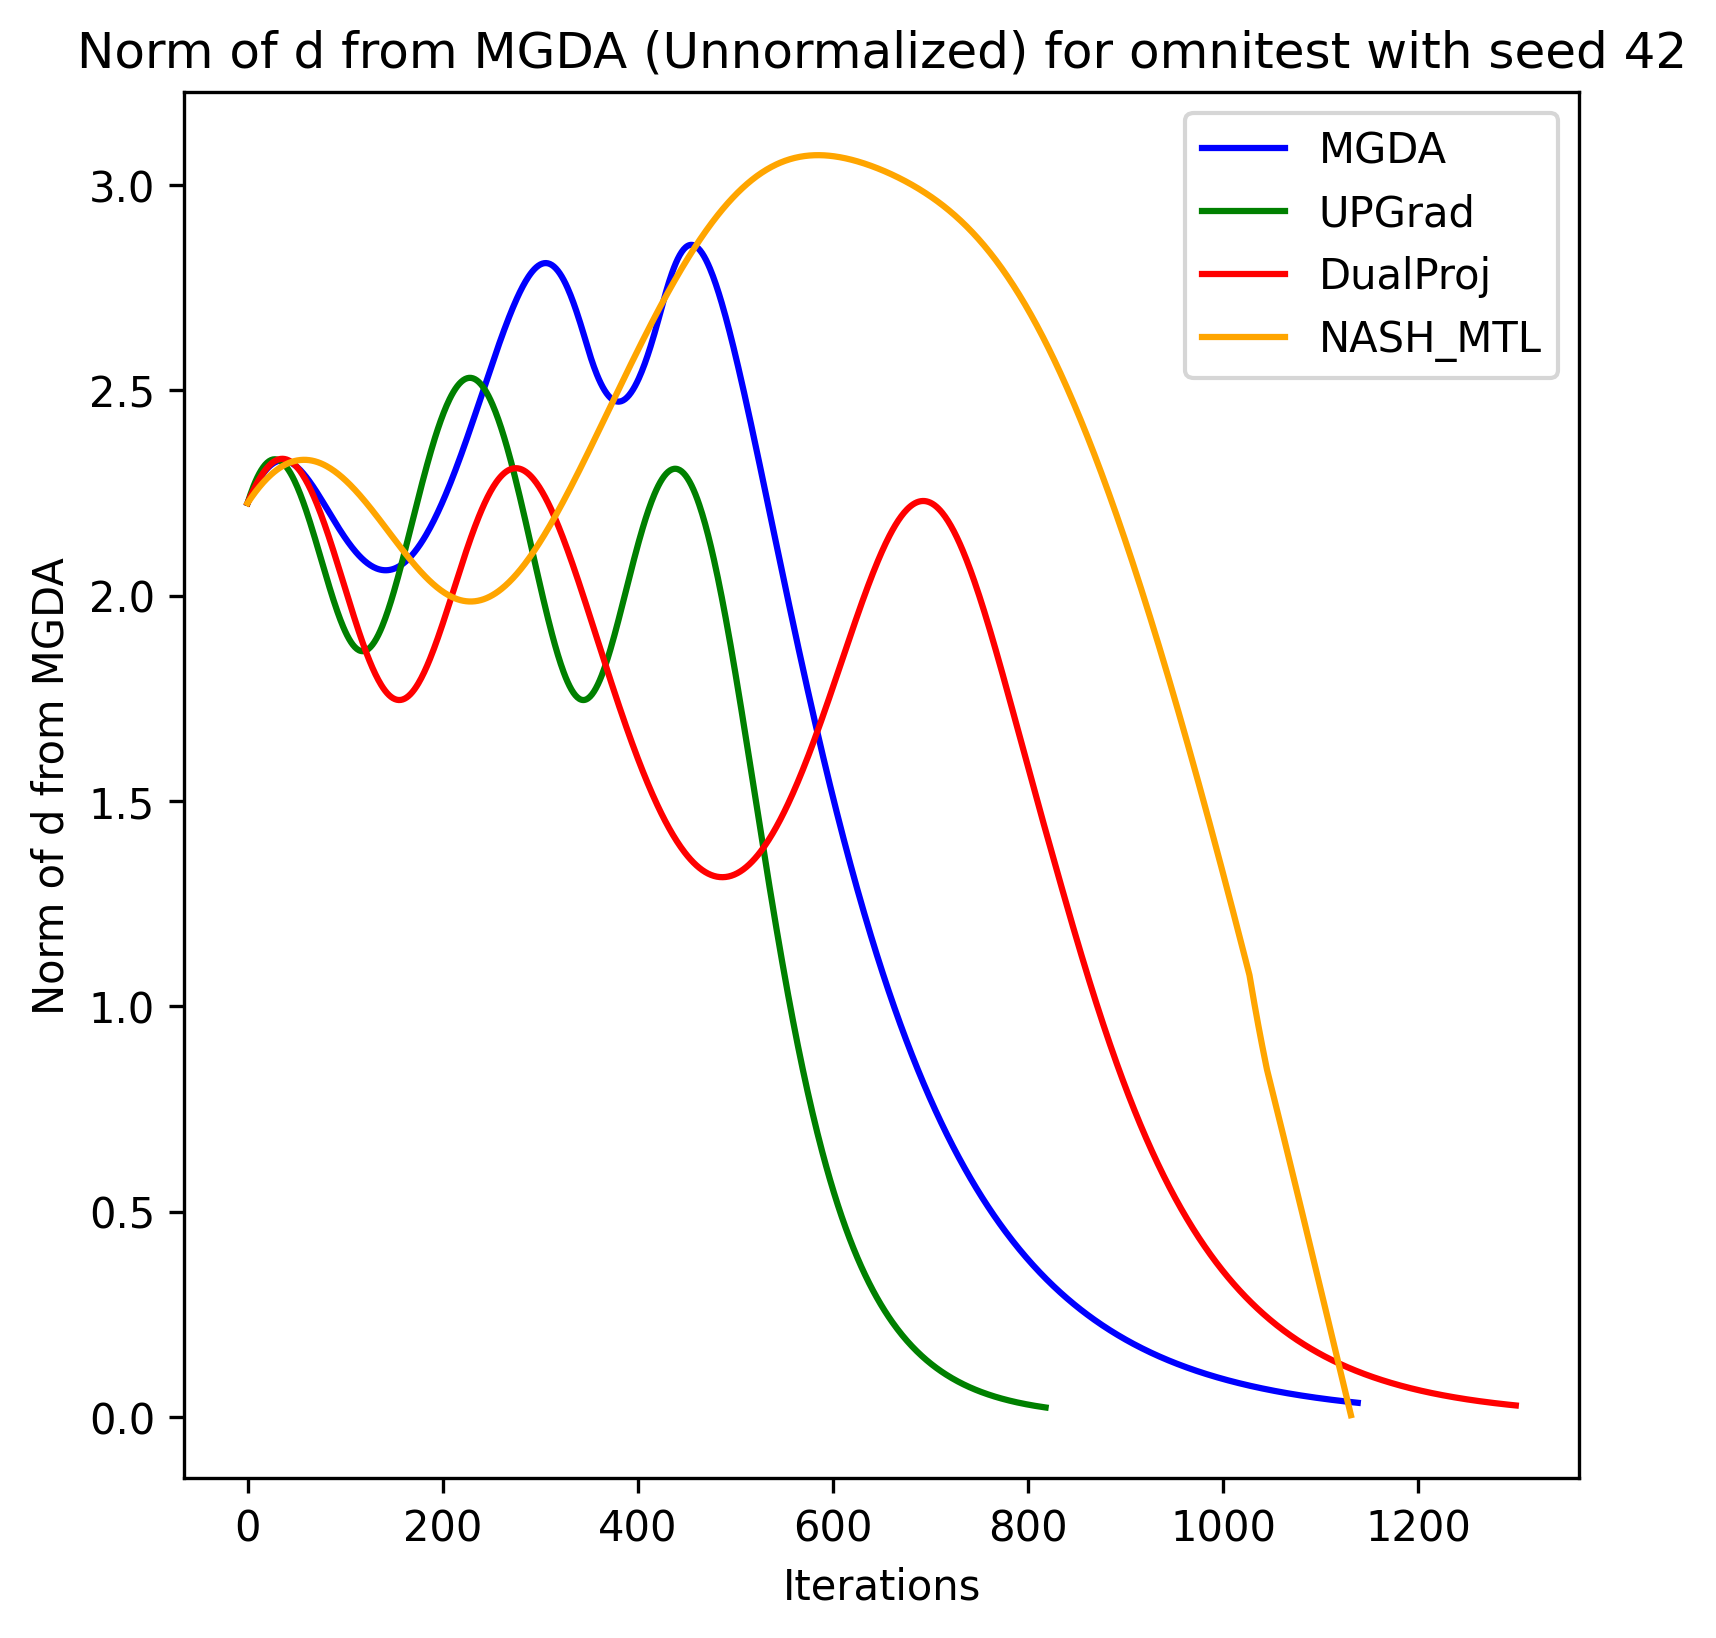 Norm of d from MGDA (Unnormalized) for omnitest with seed 42
MGDA
UPGrad
DualProj
NASH_MTL
Norm of d from MGDA
3.0
2.5
2.0
1.5
1.0
0.5
0.0
0 200 400 600 800 1000 1200
Iterations